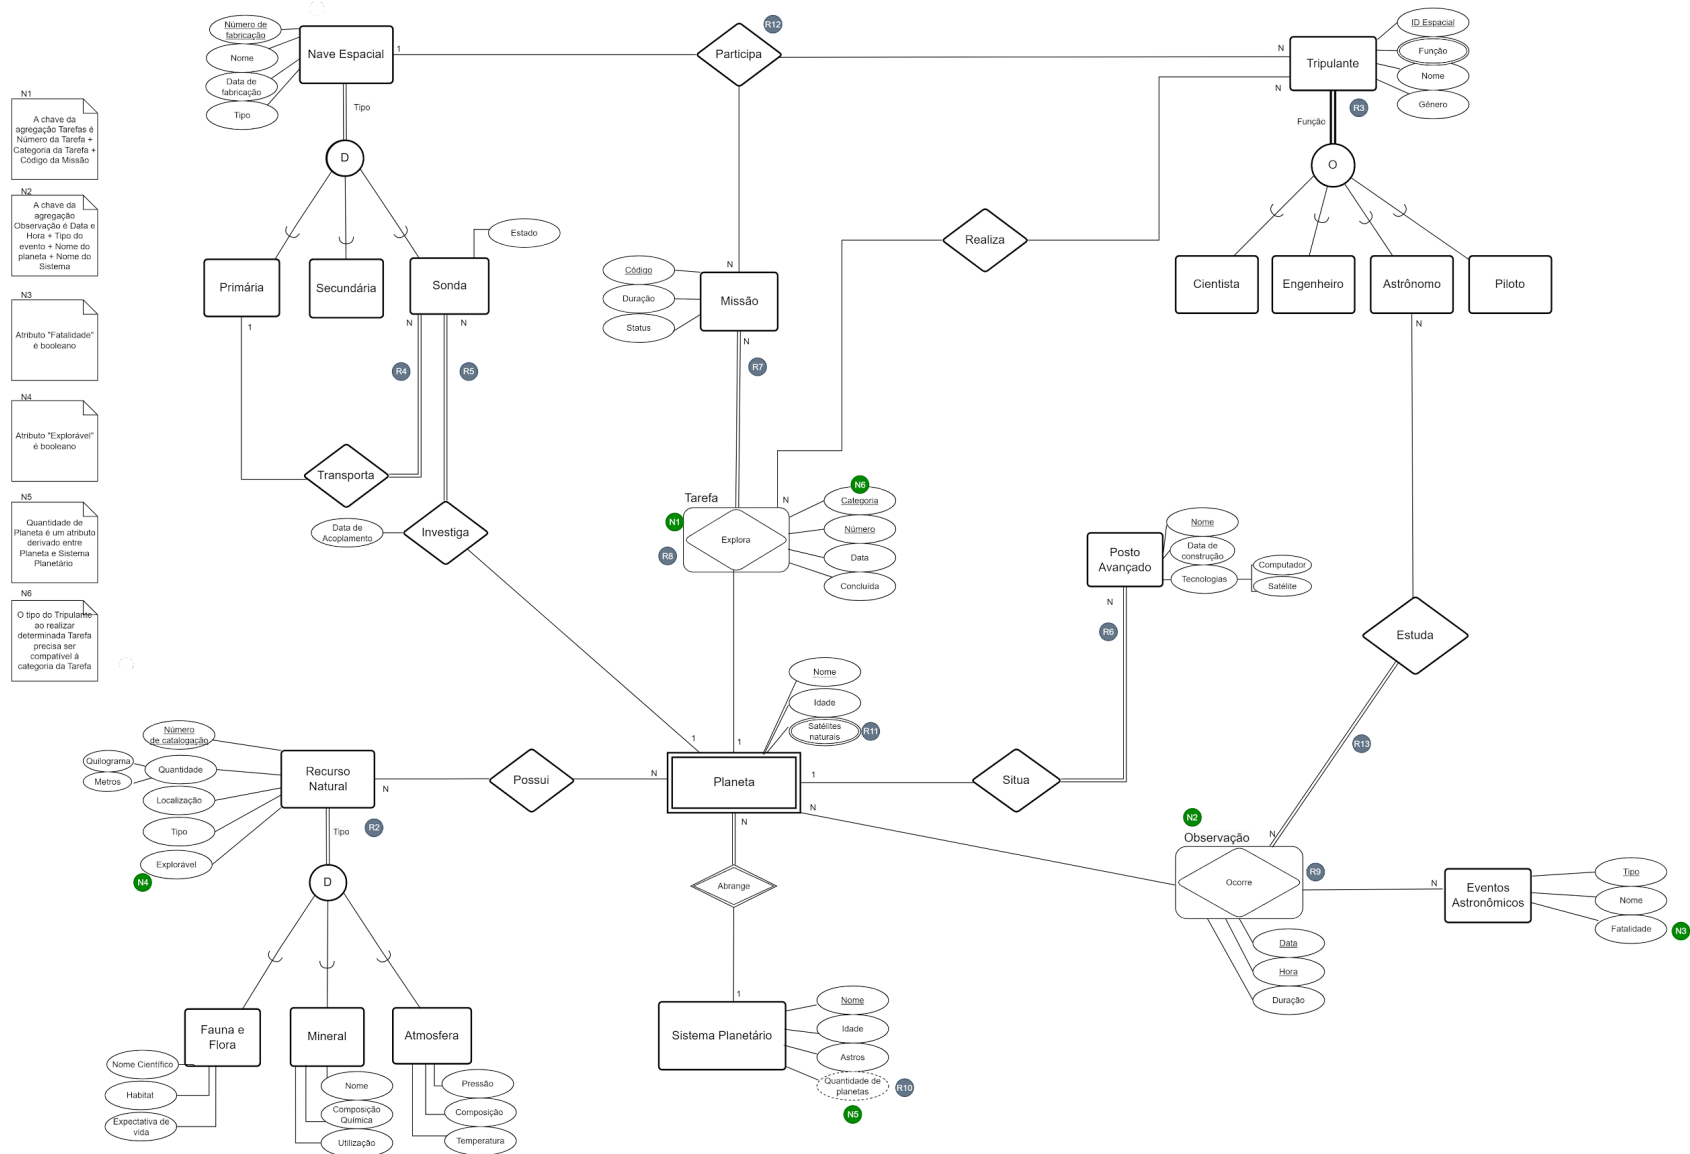 Número de
fabricação
Nome
Data de
fabricação
Tipo
Nave Espacial
1
Participa
R12
N
Tripulante
N
ID Espacial
Função
Nome
Gênero
R3
Função
O
Tipo
D
N1
A chave da
agregação Tarefas é
Número da Tarefa +
Categoria da Tarefa +
Código da Missão
N2
A chave da
agregação
Observação é Data e
Hora + Tipo do
evento + Nome do
planeta + Nome do
Sistema
N3
Atributo "Fatalidade"
é booleano
N4
Atributo "Explorável"
é booleano
N5
Quantidade de
Planeta é um atributo
derivado entre
Planeta e Sistema
Planetário
N6
O tipo do Tripulante
ao realizar
determinada Tarefa
precisa ser
compatível á
categoria da Tarefa
Primária
Secundária
Sonda
Estado
1
N
N
R4
R5
Transporta
Investiga
Data de
Acoplamento
Código
Duração
Status
N
Missão
N
R7
Realiza
Cientista
Engenheiro
Astrônomo
Piloto
N
Tarefa
N
N1
R8
Explora
N6
Categoria
Número
Data
Concluída
Posto
Avançado
Nome
Data de
construção
Tecnologias
Computador
Satélite
N
R6
Estuda
R13
N
Nome
Idade
Satélites
naturais
R11
1
1
Planeta
N
1
N
N
Situa
Possui
N
Recurso
Natural
Número
de catalogação
Quilograma
Metros
Quantidade
Localização
Tipo
Explorável
N4
Tipo
R2
D
Abrange
1
N2
Observação
R9
Ocorre
Data
Hora
Duração
N
Eventos
Astronômicos
Tipo
Nome
Fatalidade
N3
Fauna e
Flora
Mineral
Atmosfera
Nome Científico
Habitat
Expectativa de
vida
Nome
Composição
Química
Utilização
Pressão
Composição
Temperatura
Sistema Planetário
Nome
Idade
Astros
Quantidade de
planetas
R10
N5